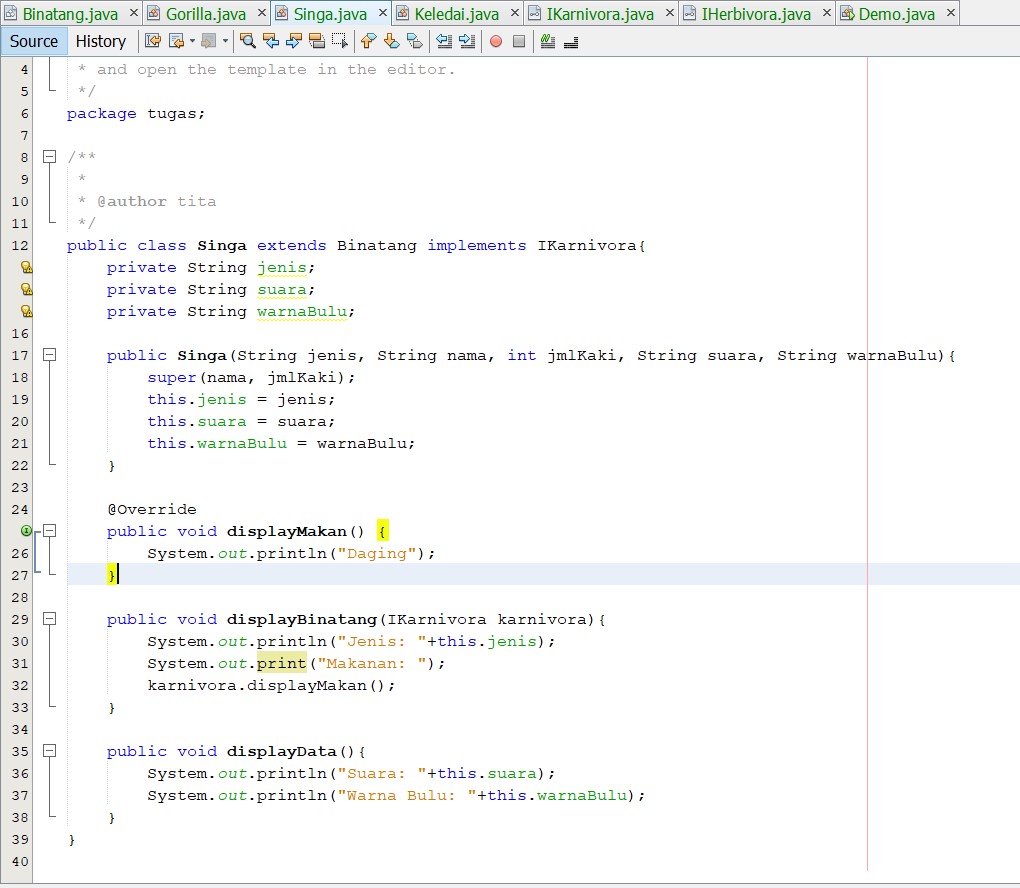 Binatang.java × Gorilla.java × Singa.java × Keledai.java × IKarnivora.java × IHerbivora.java × Demo.java ×
Source History
4 * and open the template in the editor.
5 */
6 package tugas;
7
8 /**
9 *
10 * @author tita
11 */
12 public class Singa extends Binatang implements IKarnivora{
private String jenis;
private String suara;
private String warnaBulu;
16
17 public Singa(String jenis, String nama, int jmlKaki, String suara, String warnaBulu){
18 super(nama, jmlKaki);
19 this.jenis = jenis;
20 this.suara = suara;
21 this.warnaBulu = warnaBulu;
22 }
23
24 @Override
public void displayMakan() {
26 System.out.println("Daging");
27 }
28
29 public void displayBinatang(IKarnivora karnivora){
30 System.out.println("Jenis: "+this.jenis);
31 System.out.print("Makanan: ");
32 karnivora.displayMakan();
33 }
34
35 public void displayData(){
36 System.out.println("Suara: "+this.suara);
37 System.out.println("Warna Bulu: "+this.warnaBulu);
38 }
39 }
40